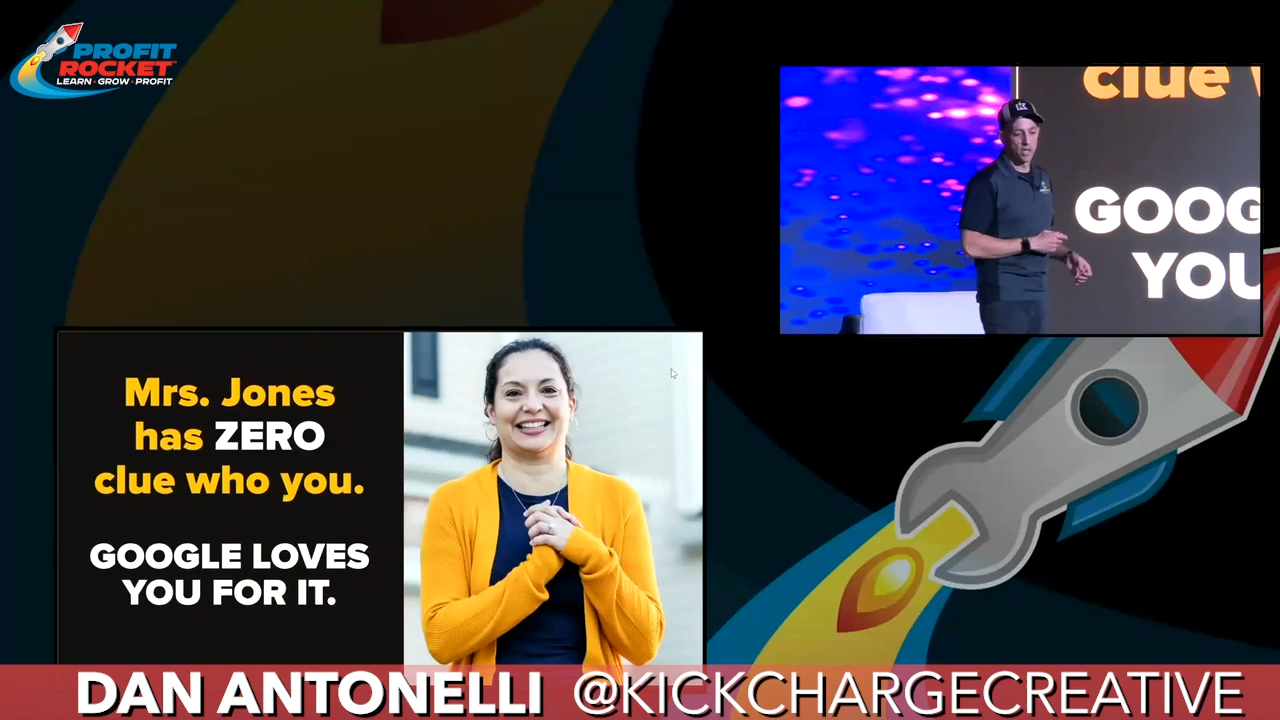 PROFIT
ROCKET
LEARN · GROW · PROFIT
clue
GOOG
YOU
Mrs. Jones
has ZERO
clue who you.
GOOGLE LOVES
YOU FOR IT.
DAN ANTONELLI @KICKCHARGECREATIVE